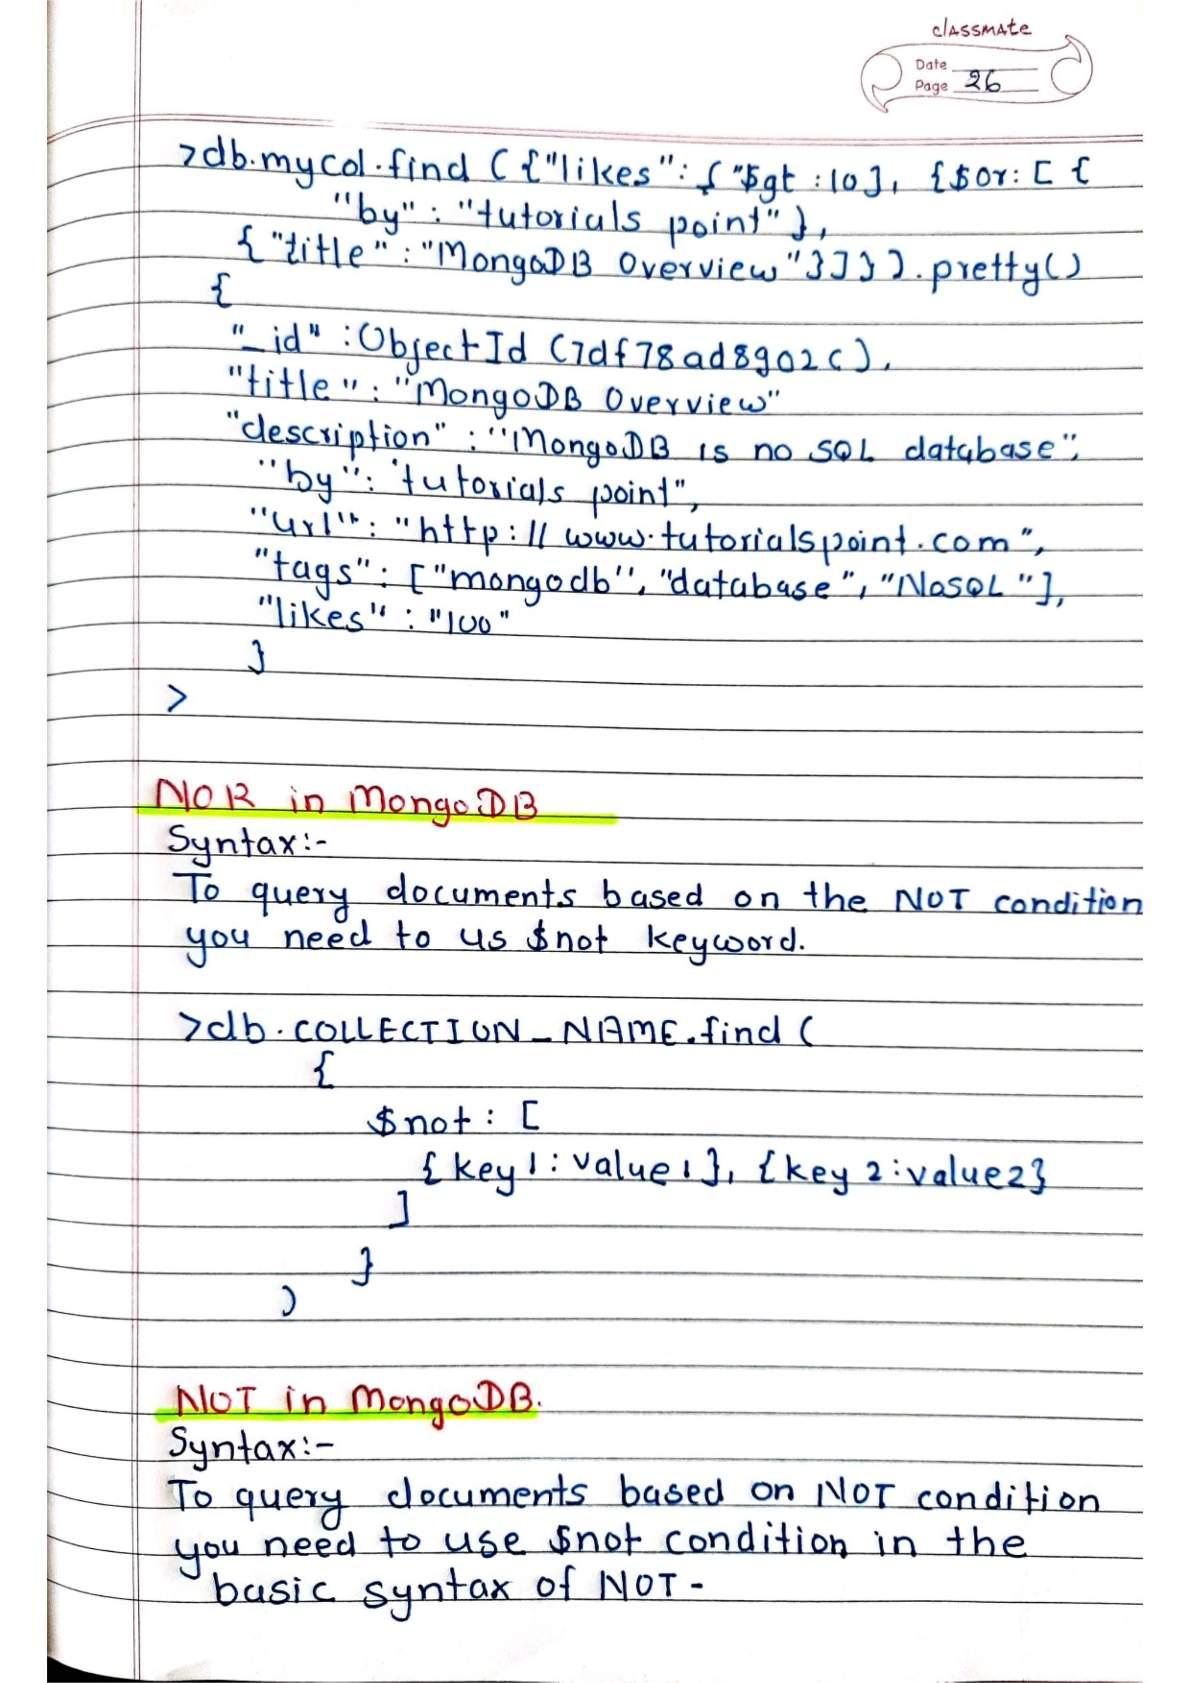 classmate
Date
Page 26
>db.mycol.find ({"likes": { "$gt :10}, {$or: [ {
"by" : "tutorials point" },
{ "title" : "MongoDB Overview"}]} ).pretty()
{
"_id" : ObjectId (7df78ad8902c),
"title" : "MongoDB Overview"
"description" : "MongoDB is no SQL database",
"by": 'tutorials point",
"url": "http:// www.tutorialspoint.com",
"tags": ["mongodb", "database", "NoSQL"],
"likes" : "100"
}
>
NOR in MongoDB
Syntax:-
To query documents based on the NOT condition
you need to us $not keyword.
>db.COLLECTION_NAME.find (
{
$not : [
{key1: value1}, {key 2:value2}
]
}
)
NOT in MongoDB.
Syntax:-
To query documents based on NOT condition
you need to use $not condition in the
basic syntax of NOT -